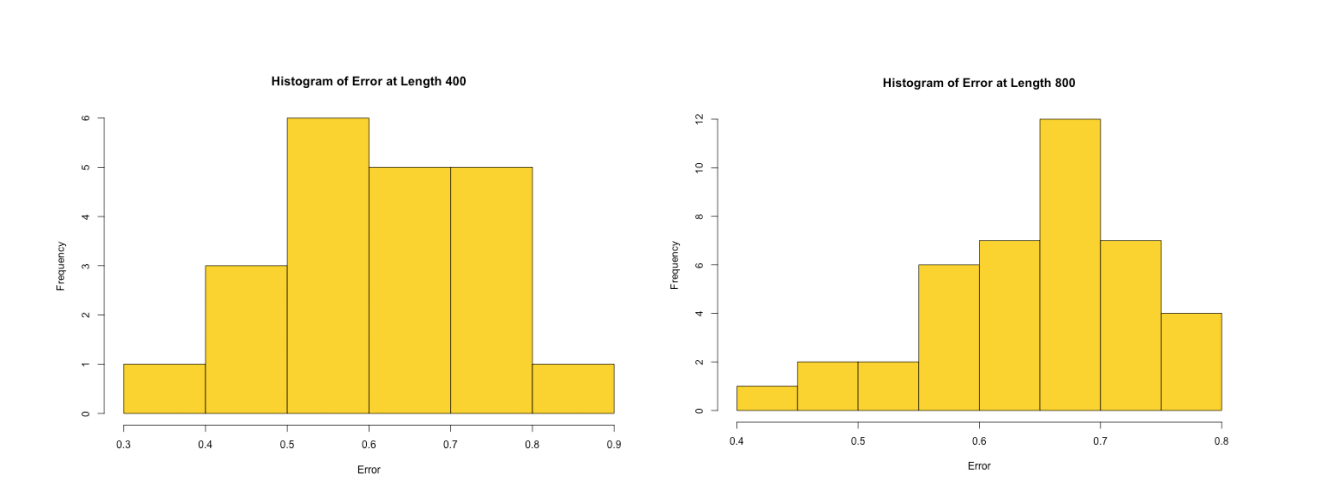 Histogram of Error at Length 400
Frequency
6
5
4
3
2
1
0
0.3 0.4 0.5 0.6 0.7 0.8 0.9
Error
Histogram of Error at Length 800
Frequency
12
10
8
6
4
2
0
0.4 0.5 0.6 0.7 0.8
Error